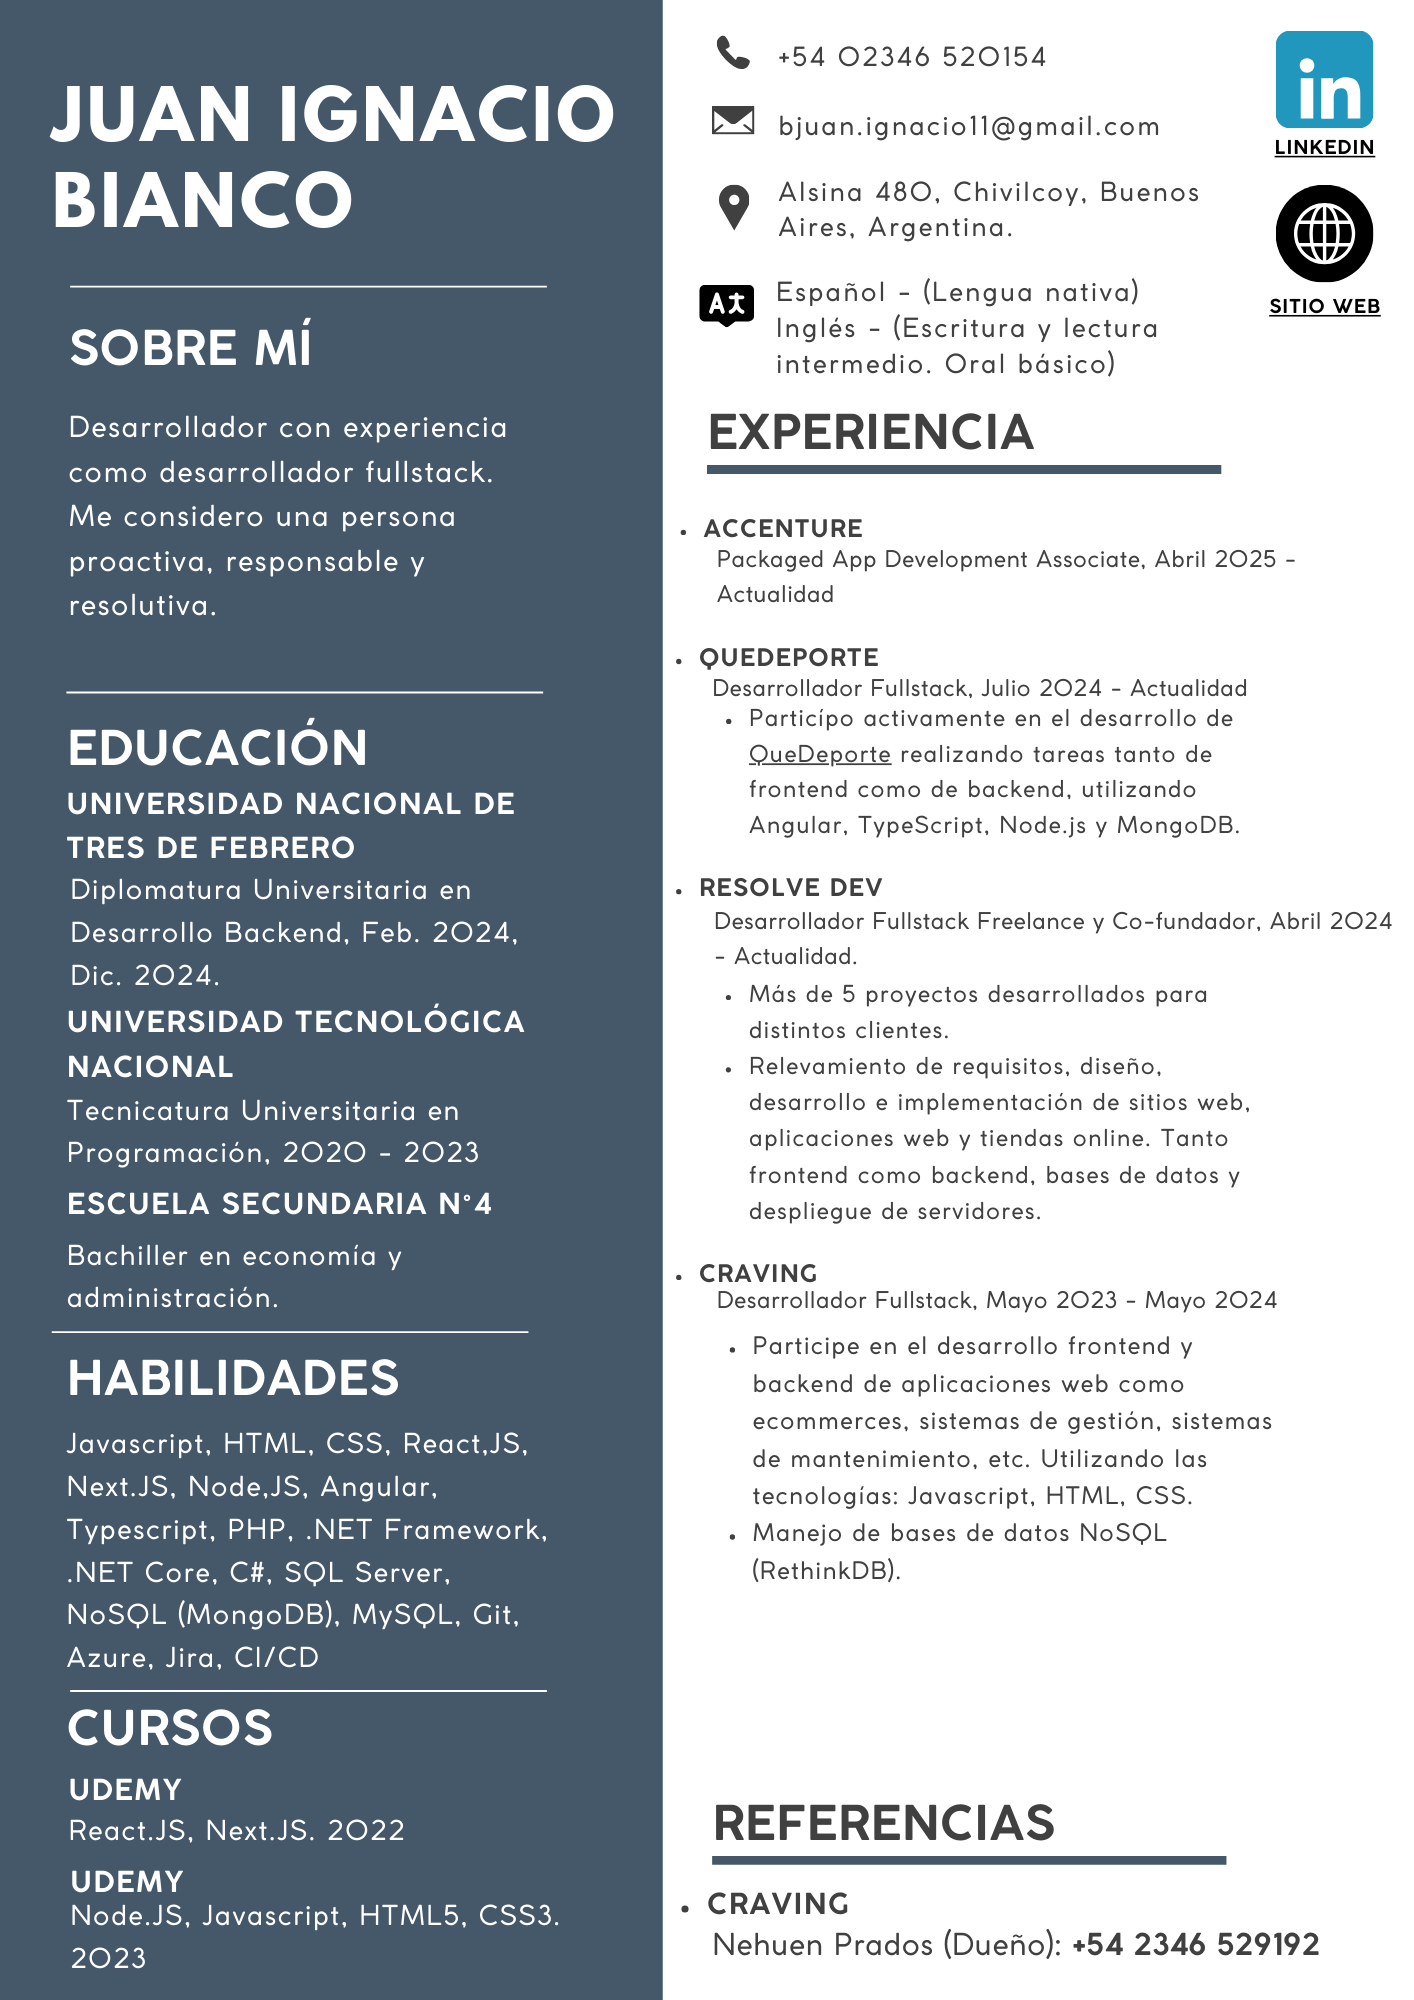 JUAN IGNACIO
BIANCO
SOBRE MÍ
Desarrollador con experiencia
como desarrollador fullstack.
Me considero una persona
proactiva, responsable y
resolutiva.
EDUCACIÓN
UNIVERSIDAD NACIONAL DE
TRES DE FEBRERO
Diplomatura Universitaria en
Desarrollo Backend, Feb. 2024,
Dic. 2024.
UNIVERSIDAD TECNOLÓGICA
NACIONAL
Tecnicatura Universitaria en
Programación, 2020 - 2023
ESCUELA SECUNDARIA N°4
Bachiller en economía y
administración.
HABILIDADES
Javascript, HTML, CSS, React,JS,
Next.JS, Node,JS, Angular,
Typescript, PHP, .NET Framework,
.NET Core, C#, SQL Server,
NoSQL (MongoDB), MySQL, Git,
Azure, Jira, CI/CD
CURSOS
UDEMY
React.JS, Next.JS. 2022
UDEMY
Node.JS, Javascript, HTML5, CSS3.
2023
+54 02346 520154
bjuan.ignacio11@gmail.com
Alsina 480, Chivilcoy, Buenos
Aires, Argentina.
Español - (Lengua nativa)
Inglés - (Escritura y lectura
intermedio. Oral básico)
in
LINKEDIN
SITIO WEB
EXPERIENCIA
• ACCENTURE
Packaged App Development Associate, Abril 2025 -
Actualidad
• QUEDEPORTE
Desarrollador Fullstack, Julio 2024 - Actualidad
• Particípo activamente en el desarrollo de
QueDeporte realizando tareas tanto de
frontend como de backend, utilizando
Angular, TypeScript, Node.js y MongoDB.
• RESOLVE DEV
Desarrollador Fullstack Freelance y Co-fundador, Abril 2024
- Actualidad.
• Más de 5 proyectos desarrollados para
distintos clientes.
• Relevamiento de requisitos, diseño,
desarrollo e implementación de sitios web,
aplicaciones web y tiendas online. Tanto
frontend como backend, bases de datos y
despliegue de servidores.
• CRAVING
Desarrollador Fullstack, Mayo 2023 - Mayo 2024
• Participe en el desarrollo frontend y
backend de aplicaciones web como
ecommerces, sistemas de gestión, sistemas
de mantenimiento, etc. Utilizando las
tecnologías: Javascript, HTML, CSS.
• Manejo de bases de datos NoSQL
(RethinkDB).
REFERENCIAS
• CRAVING
Nehuen Prados (Dueño): +54 2346 529192